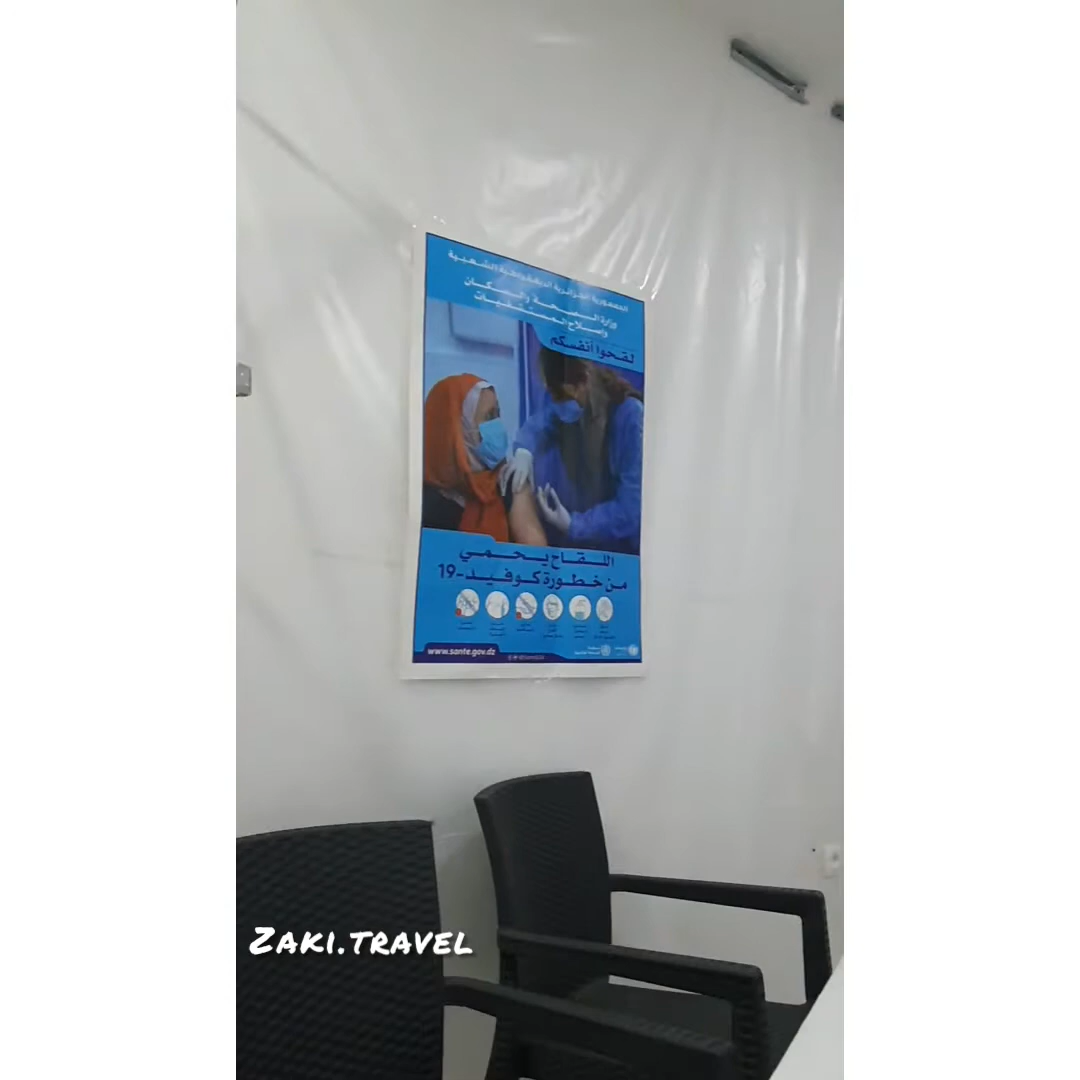 الجمهورية الجزائرية الديمقراطية الشعبية
وزارة الصحة والسكان
وإصلاح المستشفيات
لقحوا أنفسكم
اللقاح يحمي
من خطورة كوفيد-19
www.sante.gov.dz
ZAKI.TRAVEL